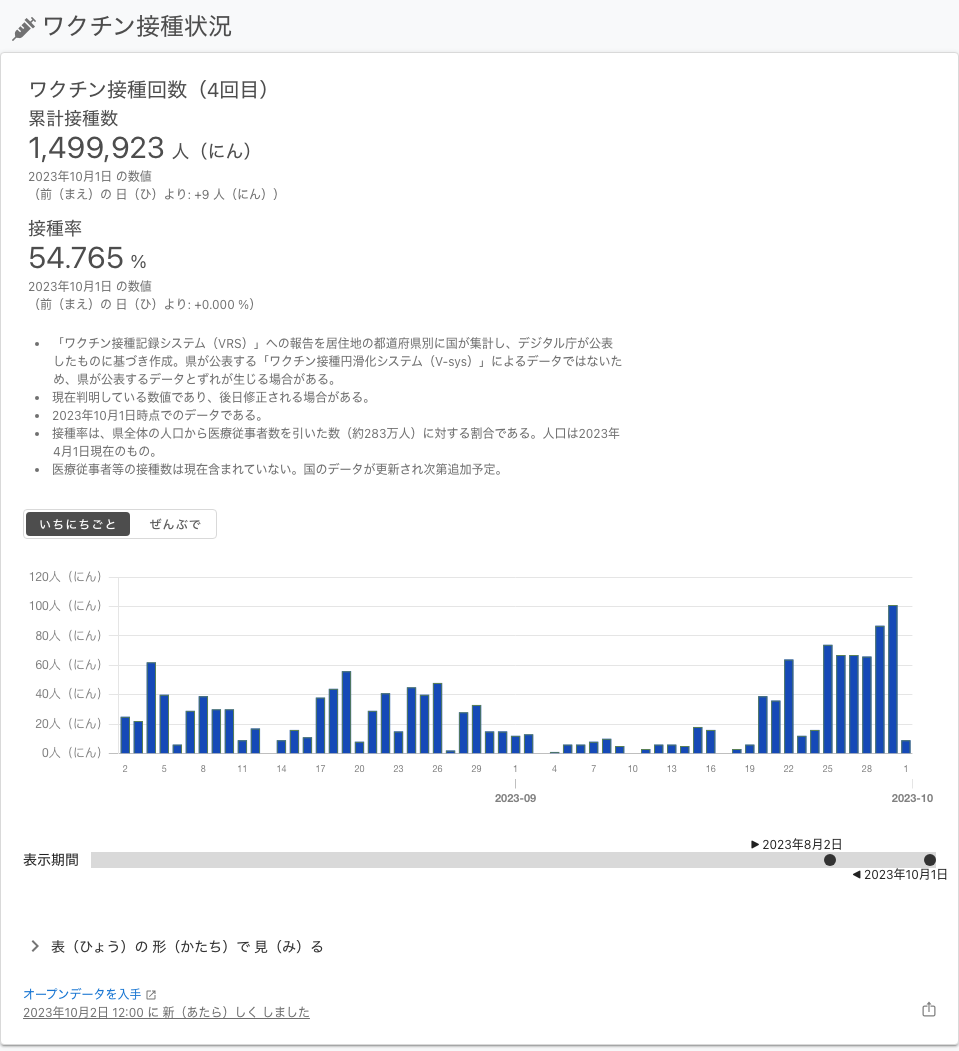 ワクチン接種状況
ワクチン接種回数（4回目）
累計接種数
1,499,923 人（にん）
2023年10月1日 の数値
（前（まえ）の 日（ひ）より: +9 人（にん））
接種率
54.765 %
2023年10月1日 の数値
（前（まえ）の 日（ひ）より: +0.000 %）
• 「ワクチン接種記録システム（VRS）」への報告を居住地の都道府県別に国が集計し、デジタル庁が公表
したものに基づき作成。県が公表する「ワクチン接種円滑化システム（V-sys）」によるデータではないた
め、県が公表するデータとずれが生じる場合がある。
• 現在判明している数値であり、後日修正される場合がある。
• 2023年10月1日時点でのデータである。
• 接種率は、県全体の人口から医療従事者数を引いた数（約283万人）に対する割合である。人口は2023年
4月1日現在のもの。
• 医療従事者等の接種数は現在含まれていない。国のデータが更新され次第追加予定。
いちにちごと ぜんぶで
120人（にん）
100人（にん）
80人（にん）
60人（にん）
40人（にん）
20人（にん）
0人（にん）
2 5 8 11 14 17 20 23 26 29 1 4 7 10 13 16 19 22 25 28 1
2023-09 2023-10
▶ 2023年8月2日
表示期間
◀ 2023年10月1日
表（ひょう）の 形（かたち）で 見（み）る
オープンデータを入手
2023年10月2日 12:00 に 新（あたら）しく しました